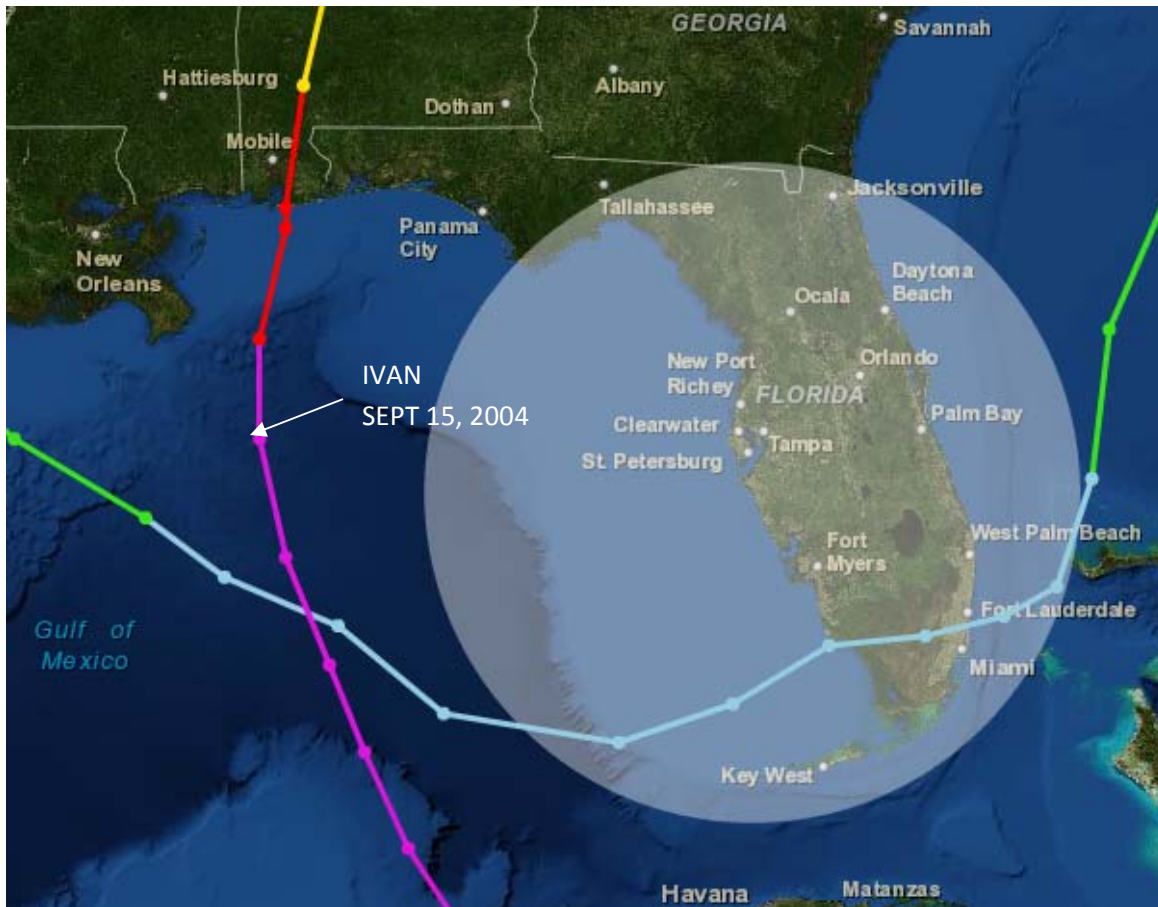 GEORGIA
Savannah
Hattiesburg
Albany
Dothan
Mobile
Jacksonville
Tallahassee
Panama
City
New
Orleans
Daytona
Beach
Ocala
New Port
Richey
Orlando
IVAN
SEPT 15, 2004
FLORIDA
Clearwater
Palm Bay
Tampa
St. Petersburg
West Palm Beach
Fort
Myers
Fort Lauderdale
Gulf of
Mexico
Miami
Key West
Havana
Matanzas